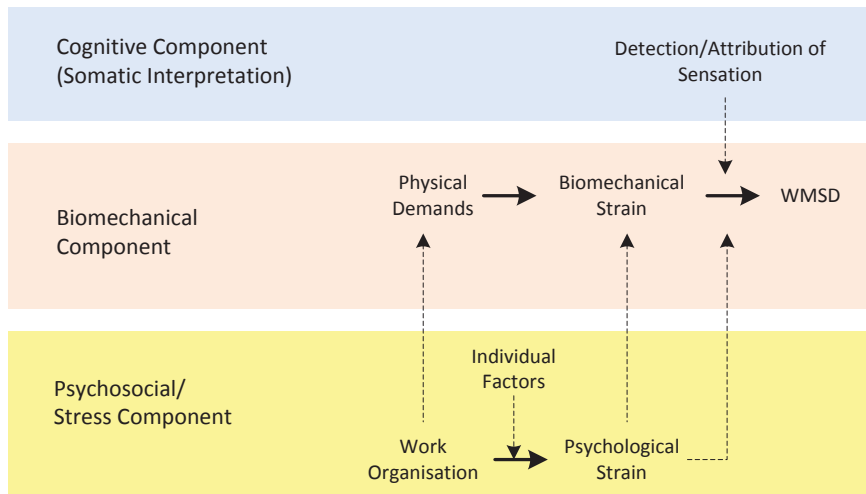 Cognitive Component
(Somatic Interpretation)
Detection/Attribution of
Sensation
Biomechanical
Component
Physical
Demands
Biomechanical
Strain
WMSD
Psychosocial/
Stress Component
Individual
Factors
Work
Organisation
Psychological
Strain